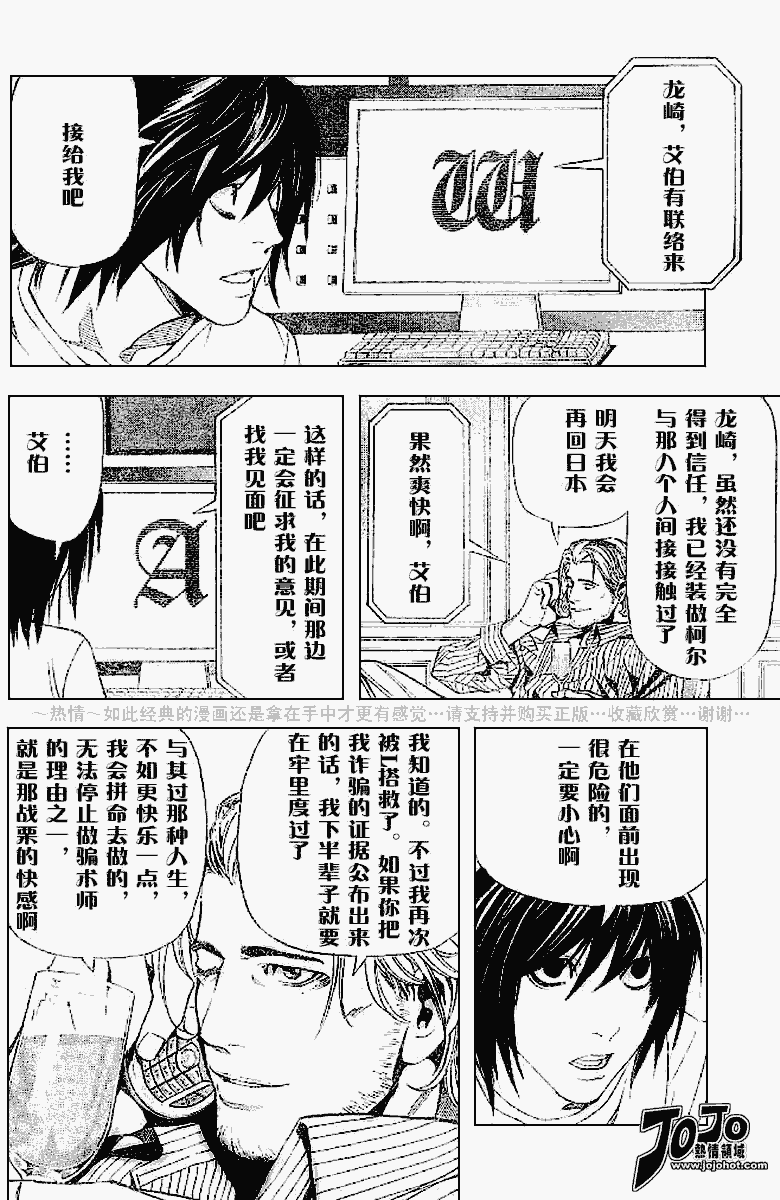 龙崎，艾伯有联络来
W
接给我吧
龙崎，虽然还没有完全
得到信任，我已经装做柯尔
与那八个人间接接触过了
明天我会
再回日本
果然爽快啊，艾伯
这样的话，在此期间那边
一定会征求我的意见，或者
找我见面吧
A
……
艾伯
～热情～如此经典的漫画还是拿在手中才更有感觉…请支持并购买正版…收藏欣赏…谢谢…
在他们面前出现
很危险的，
一定要小心啊
我知道的。不过我再次
被L搭救了。如果你把
我诈骗的证据公布出来
的话，我下半辈子就要
在牢里度过了
与其过那种人生，
不如更快乐一点，
我会拼命去做的，
无法停止做骗术师
的理由之一，
就是那战栗的快感啊
JOJO
热情领域
www.jojohot.com